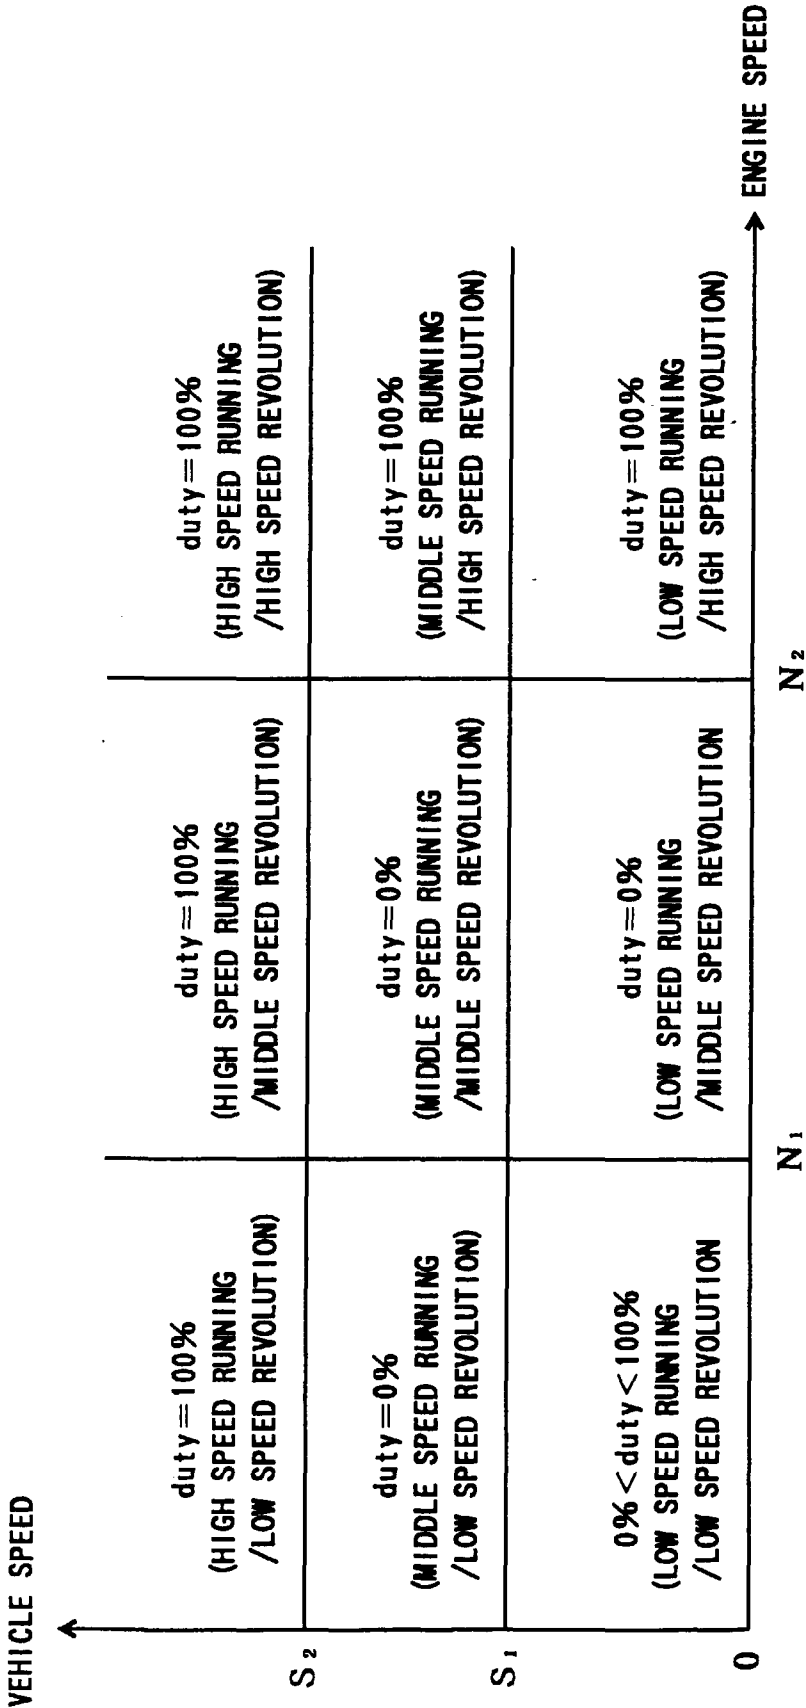 VEHICLE SPEED
S₂
S₁
0
duty=100%
(HIGH SPEED RUNNING
/LOW SPEED REVOLUTION)
duty=100%
(HIGH SPEED RUNNING
/MIDDLE SPEED REVOLUTION)
duty=100%
(HIGH SPEED RUNNING
/HIGH SPEED REVOLUTION)
duty=0%
(MIDDLE SPEED RUNNING
/LOW SPEED REVOLUTION)
duty=0%
(MIDDLE SPEED RUNNING
/MIDDLE SPEED REVOLUTION)
duty=100%
(MIDDLE SPEED RUNNING
/HIGH SPEED REVOLUTION)
0%<duty<100%
(LOW SPEED RUNNING
/LOW SPEED REVOLUTION
duty=0%
(LOW SPEED RUNNING
/MIDDLE SPEED REVOLUTION
duty=100%
(LOW SPEED RUNNING
/HIGH SPEED REVOLUTION)
N₁
N₂
ENGINE SPEED